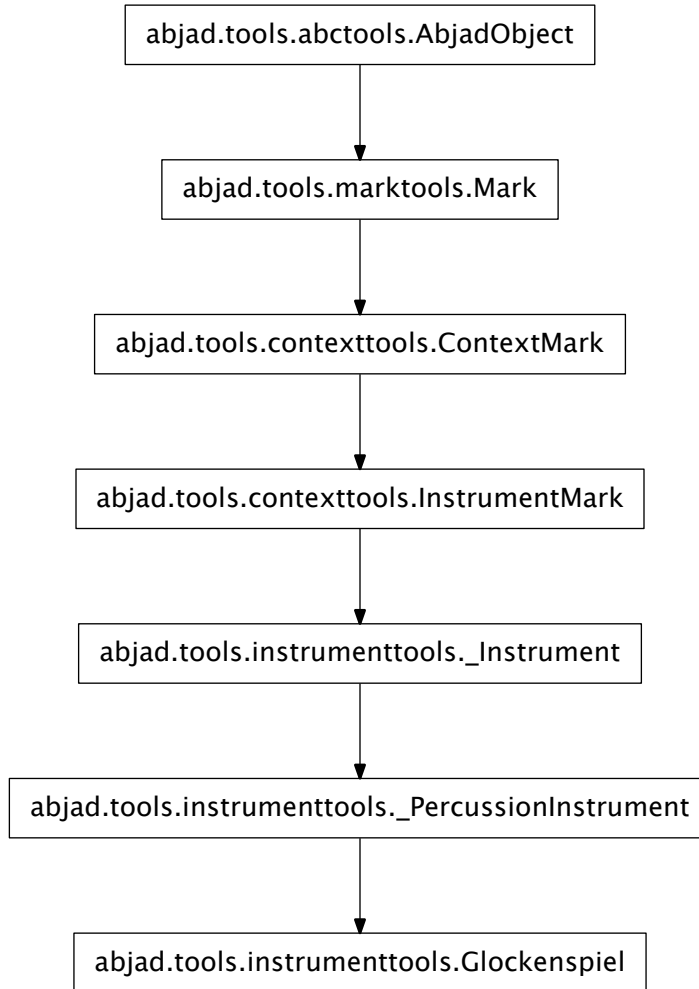 abjad.tools.abctools.AbjadObject
abjad.tools.marktools.Mark
abjad.tools.contexttools.ContextMark
abjad.tools.contexttools.InstrumentMark
abjad.tools.instrumenttools._Instrument
abjad.tools.instrumenttools._PercussionInstrument
abjad.tools.instrumenttools.Glockenspiel